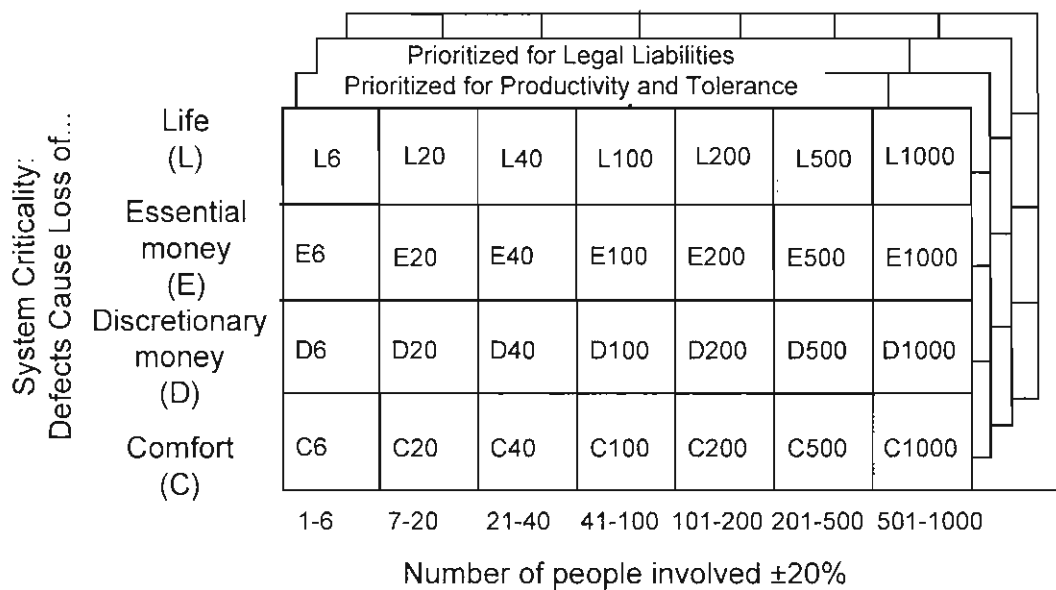 Prioritized for Legal Liabilities
Prioritized for Productivity and Tolerance
System Criticality:
Defects Cause Loss of...
Life
(L)
L6 L20 L40 L100 L200 L500 L1000
Essential
money
(E)
E6 E20 E40 E100 E200 E500 E1000
Discretionary
money
(D)
D6 D20 D40 D100 D200 D500 D1000
Comfort
(C)
C6 C20 C40 C100 C200 C500 C1000
1-6 7-20 21-40 41-100 101-200 201-500 501-1000
Number of people involved ±20%